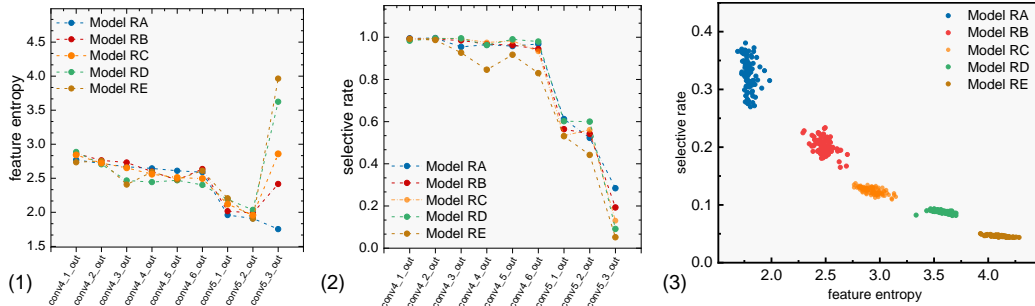 5.0
4.5
4.0
3.5
3.0
2.5
2.0
1.5
feature entropy
Model RA
Model RB
Model RC
Model RD
Model RE
conv4_1_out
conv4_2_out
conv4_3_out
conv4_4_out
conv4_5_out
conv4_6_out
conv5_1_out
conv5_2_out
conv5_3_out
(1)
1.0
0.8
0.6
0.4
0.2
0.0
selective rate
Model RA
Model RB
Model RC
Model RD
Model RE
conv4_1_out
conv4_2_out
conv4_3_out
conv4_4_out
conv4_5_out
conv4_6_out
conv5_1_out
conv5_2_out
conv5_3_out
(2)
0.4
0.3
0.2
0.1
0.0
selective rate
Model RA
Model RB
Model RC
Model RD
Model RE
2.0 2.5 3.0 3.5 4.0
feature entropy
(3)